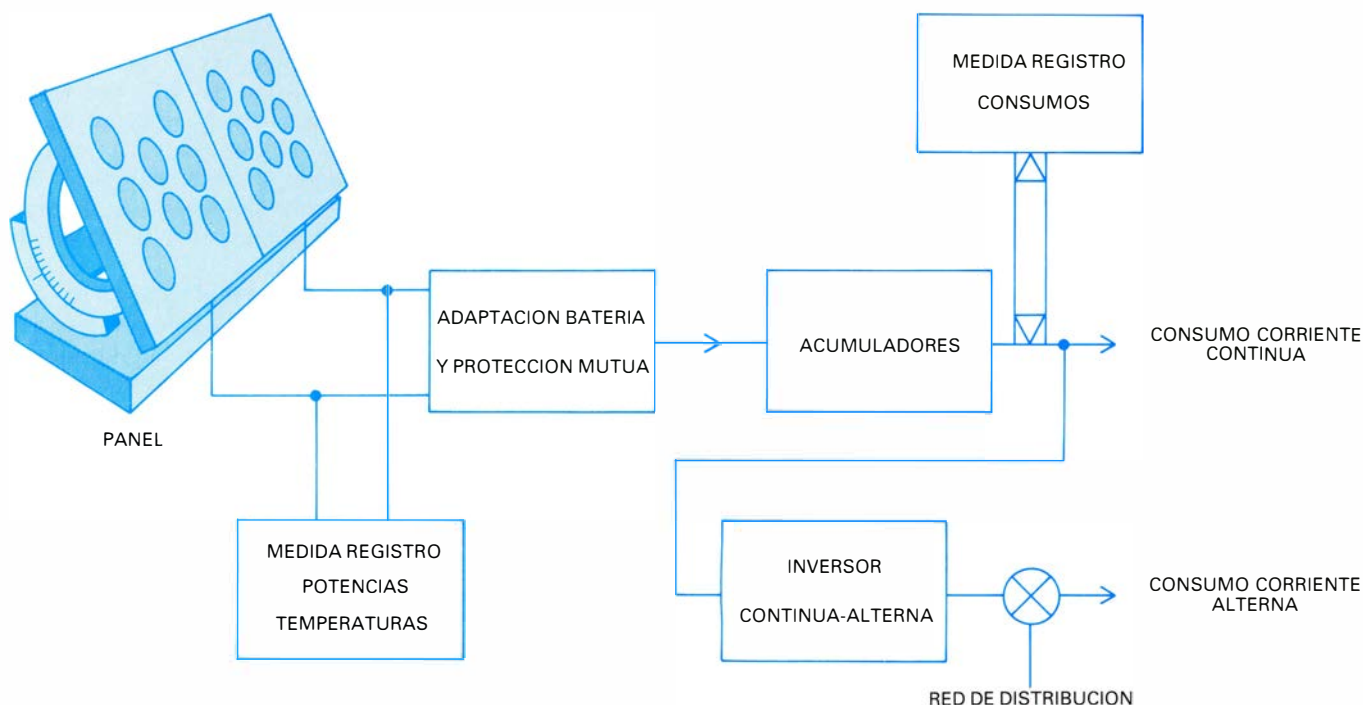 MEDIDA REGISTRO
CONSUMOS
ADAPTACION BATERIA
Y PROTECCION MUTUA
ACUMULADORES
CONSUMO CORRIENTE
CONTINUA
PANEL
MEDIDA REGISTRO
POTENCIAS
TEMPERATURAS
INVERSOR
CONTINUA-ALTERNA
CONSUMO CORRIENTE
ALTERNA
RED DE DISTRIBUCION